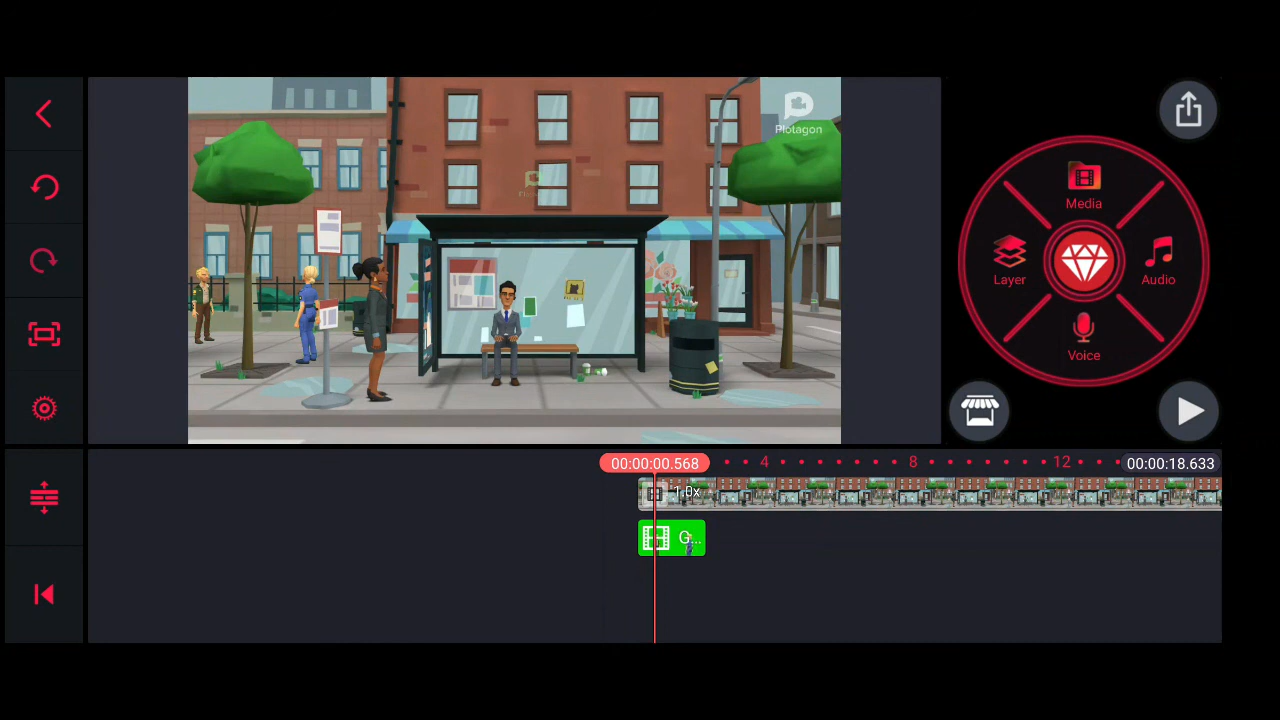 Plotagon
Media
Layer
Audio
Voice
00:00:00.568
4
8
12
00:00:18.633
1.0x
G...